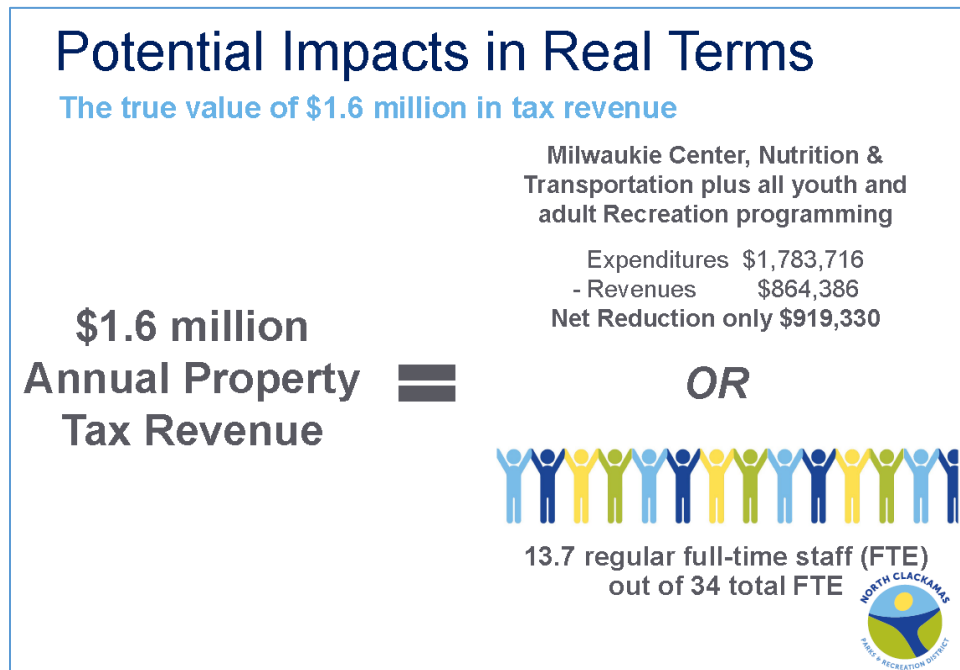 Potential Impacts in Real Terms
The true value of $1.6 million in tax revenue
$1.6 million
Annual Property
Tax Revenue
=
Milwaukie Center, Nutrition &
Transportation plus all youth and
adult Recreation programming
Expenditures $1,783,716
- Revenues $864,386
Net Reduction only $919,330
OR
13.7 regular full-time staff (FTE)
out of 34 total FTE
NORTH CLACKAMAS
PARKS & RECREATION DISTRICT